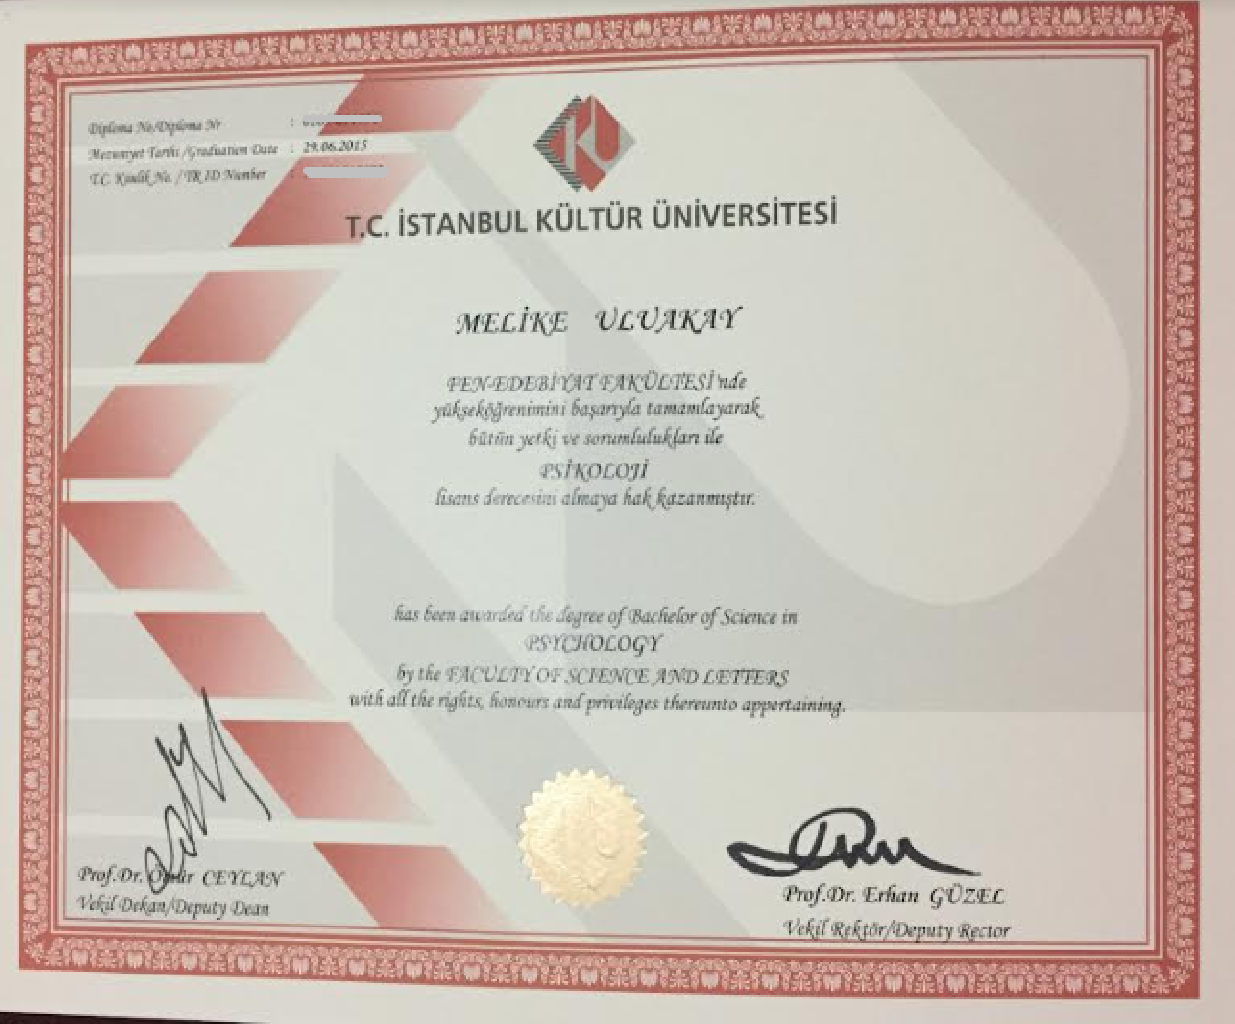 Diploma No/Diploma Nr :
Mezuniyet Tarihi /Graduation Date : 29.06.2015
T.C. Kimlik No. / TR ID Number :
T.C. İSTANBUL KÜLTÜR ÜNİVERSİTESİ
MELİKE ULUAKAY
FEN-EDEBİYAT FAKÜLTESİ'nde
yükseköğrenimini başarıyla tamamlayarak
bütün yetki ve sorumlulukları ile
PSİKOLOJİ
lisans derecesini almaya hak kazanmıştır.
has been awarded the degree of Bachelor of Science in
PSYCHOLOGY
by the FACULTY OF SCIENCE AND LETTERS
with all the rights, honours and privileges thereunto appertaining.
Prof.Dr. Ömür CEYLAN
Vekil Dekan/Deputy Dean
Prof.Dr. Erhan GÜZEL
Vekil Rektör/Deputy Rector